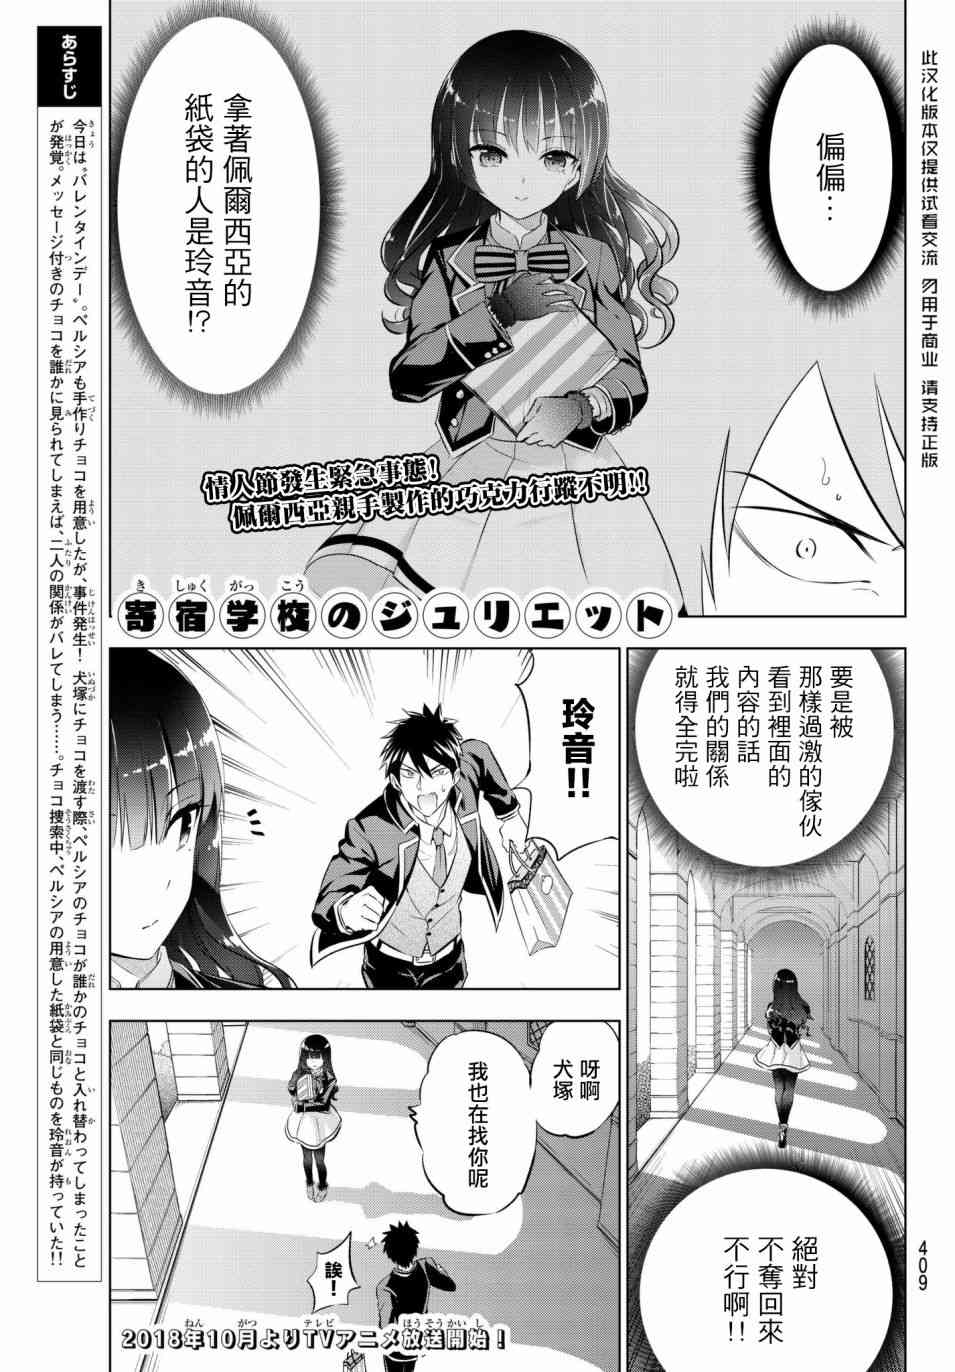 此汉化版本仅提供试看交流 勿用于商业 请支持正版
偏偏…
拿著佩爾西亞的
紙袋的人是玲音!?
情人節發生緊急事態!
佩爾西亞親手製作的巧克力行蹤不明!!
寄宿学校のジュリエット
要是被
那樣過激的傢伙
看到裡面的
內容的話
我們的關係
就得全完啦
絕對
不奪回來
不行啊!!
玲音!!
呀啊
犬塚
我也在找你呢
誒!
2018年10月よりTVアニメ放送開始!
409
あらすじ
今日は“バレンタインデー”。ペルシアも手作りチョコを用意したが、事件発生! 犬塚にチョコを渡す際、ペルシアのチョコが誰かのチョコと入れ替わってしまったこと
が発覚。メッセージ付きのチョコを誰かに見られてしまえば、二人の関係がバレてしまう……。チョコ捜索中、ペルシアの用意した紙袋と同じものを玲音が持っていた!!